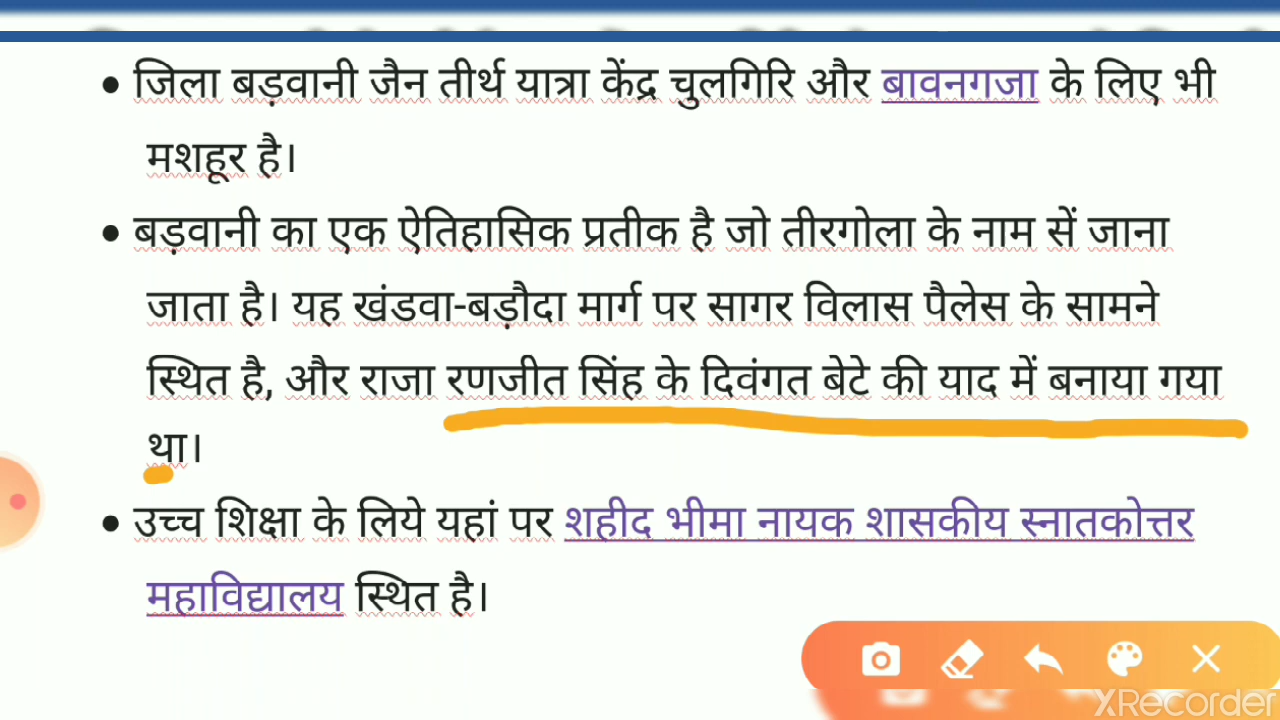 • जिला बड़वानी जैन तीर्थ यात्रा केंद्र चुलगिरि और बावनगजा के लिए भी
मशहूर है।
• बड़वानी का एक ऐतिहासिक प्रतीक है जो तीरगोला के नाम सें जाना
जाता है। यह खंडवा-बड़ौदा मार्ग पर सागर विलास पैलेस के सामने
स्थित है, और राजा रणजीत सिंह के दिवंगत बेटे की याद में बनाया गया
था।
• उच्च शिक्षा के लिये यहां पर शहीद भीमा नायक शासकीय स्नातकोत्तर
महाविद्यालय स्थित है।
XRecorder